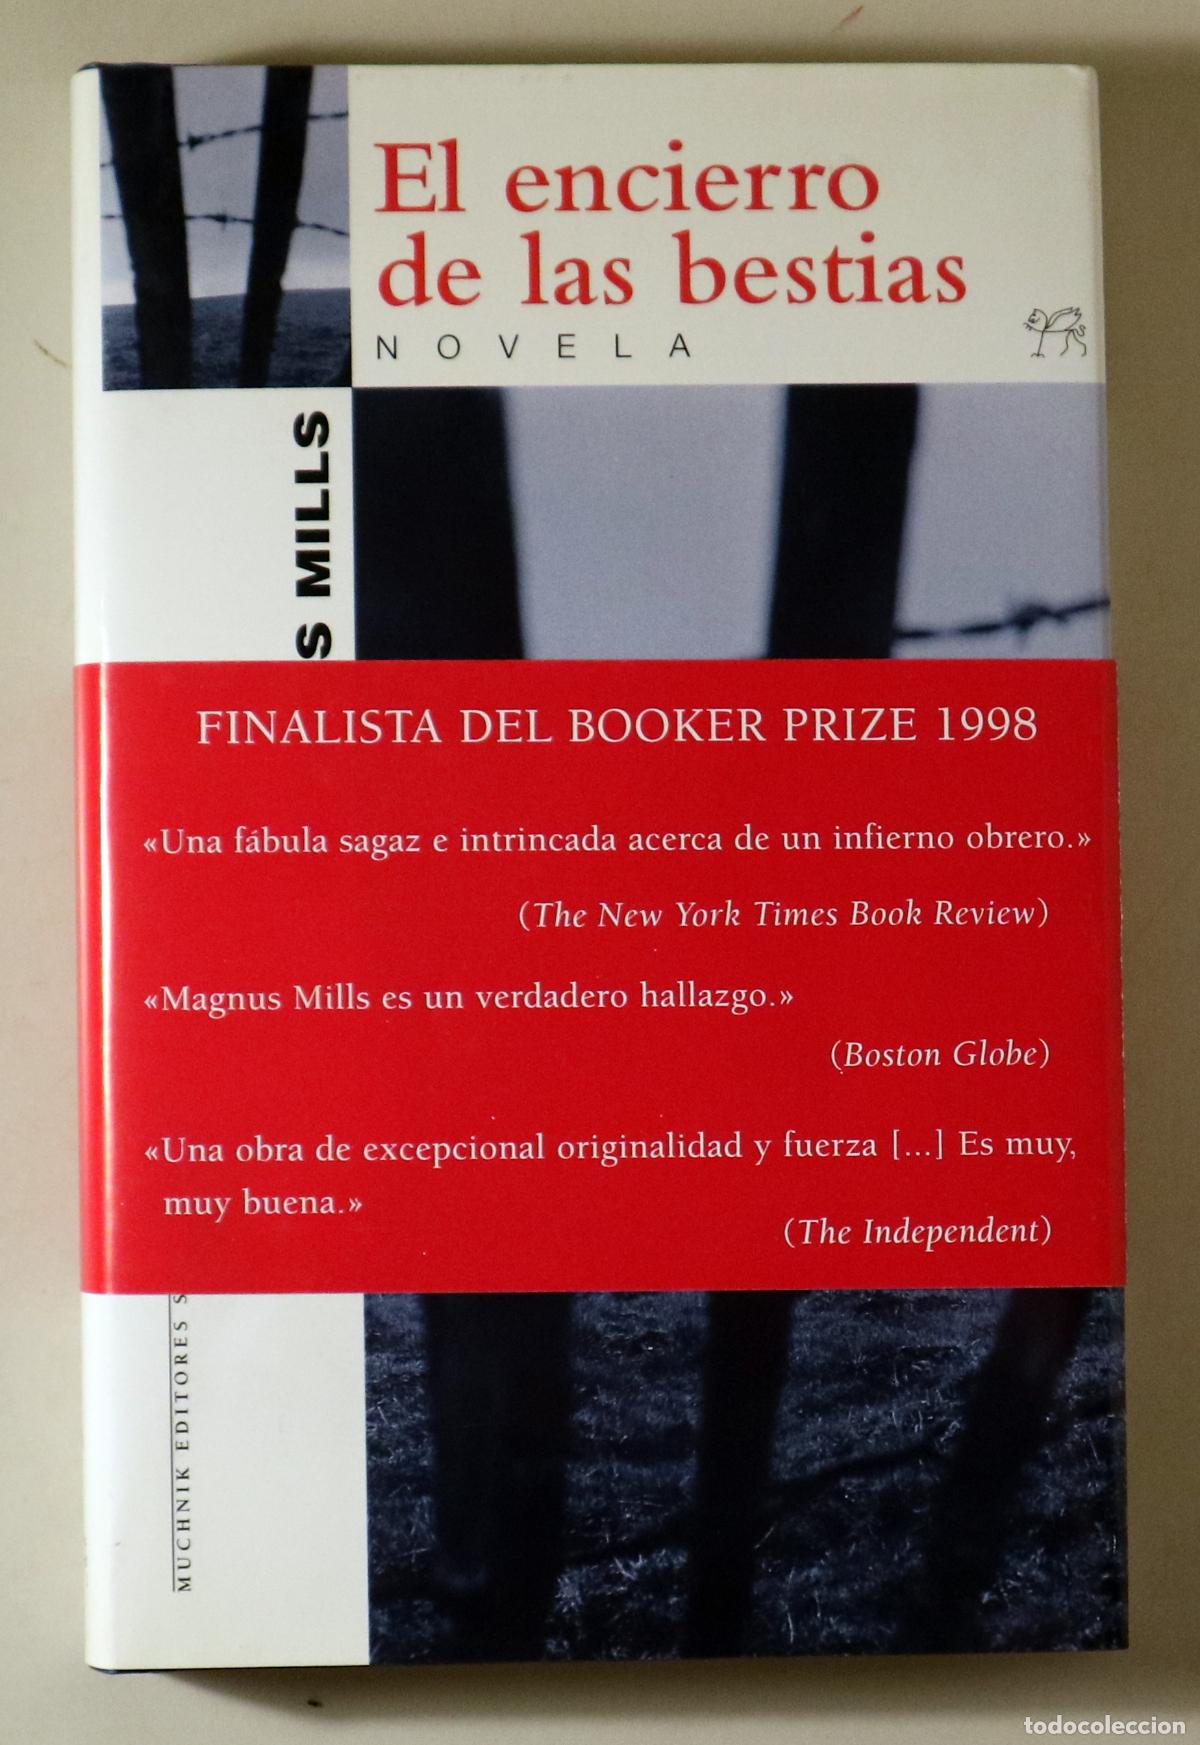 El encierro
de las bestias
NOVELA
S MILLS
FINALISTA DEL BOOKER PRIZE 1998
«Una fábula sagaz e intrincada acerca de un infierno obrero.»
(The New York Times Book Review)
«Magnus Mills es un verdadero hallazgo.»
(Boston Globe)
«Una obra de excepcional originalidad y fuerza [...] Es muy,
muy buena.»
(The Independent)
MUCHNIK EDITORES S
todocoleccion